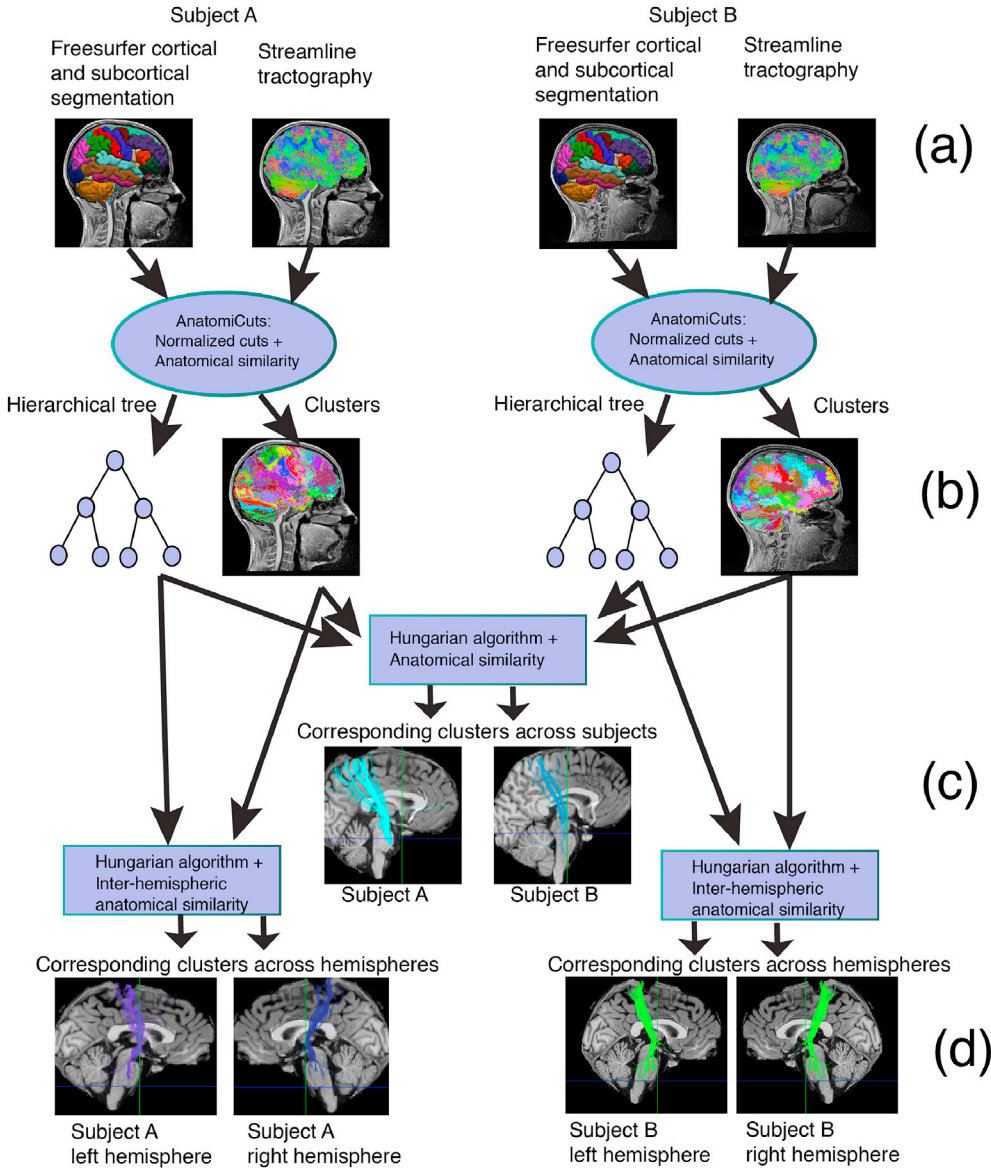 Subject A
Subject B
Freesurfer cortical
and subcortical
segmentation
Streamline
tractography
Freesurfer cortical
and subcortical
segmentation
Streamline
tractography
(a)
AnatomiCuts:
Normalized cuts +
Anatomical similarity
AnatomiCuts:
Normalized cuts +
Anatomical similarity
Hierarchical tree
Clusters
Hierarchical tree
Clusters
(b)
Hungarian algorithm +
Anatomical similarity
Corresponding clusters across subjects
(c)
Subject A
Subject B
Hungarian algorithm +
Inter-hemispheric
anatomical similarity
Hungarian algorithm +
Inter-hemispheric
anatomical similarity
Corresponding clusters across hemispheres
Corresponding clusters across hemispheres
(d)
Subject A
left hemisphere
Subject A
right hemisphere
Subject B
left hemisphere
Subject B
right hemisphere